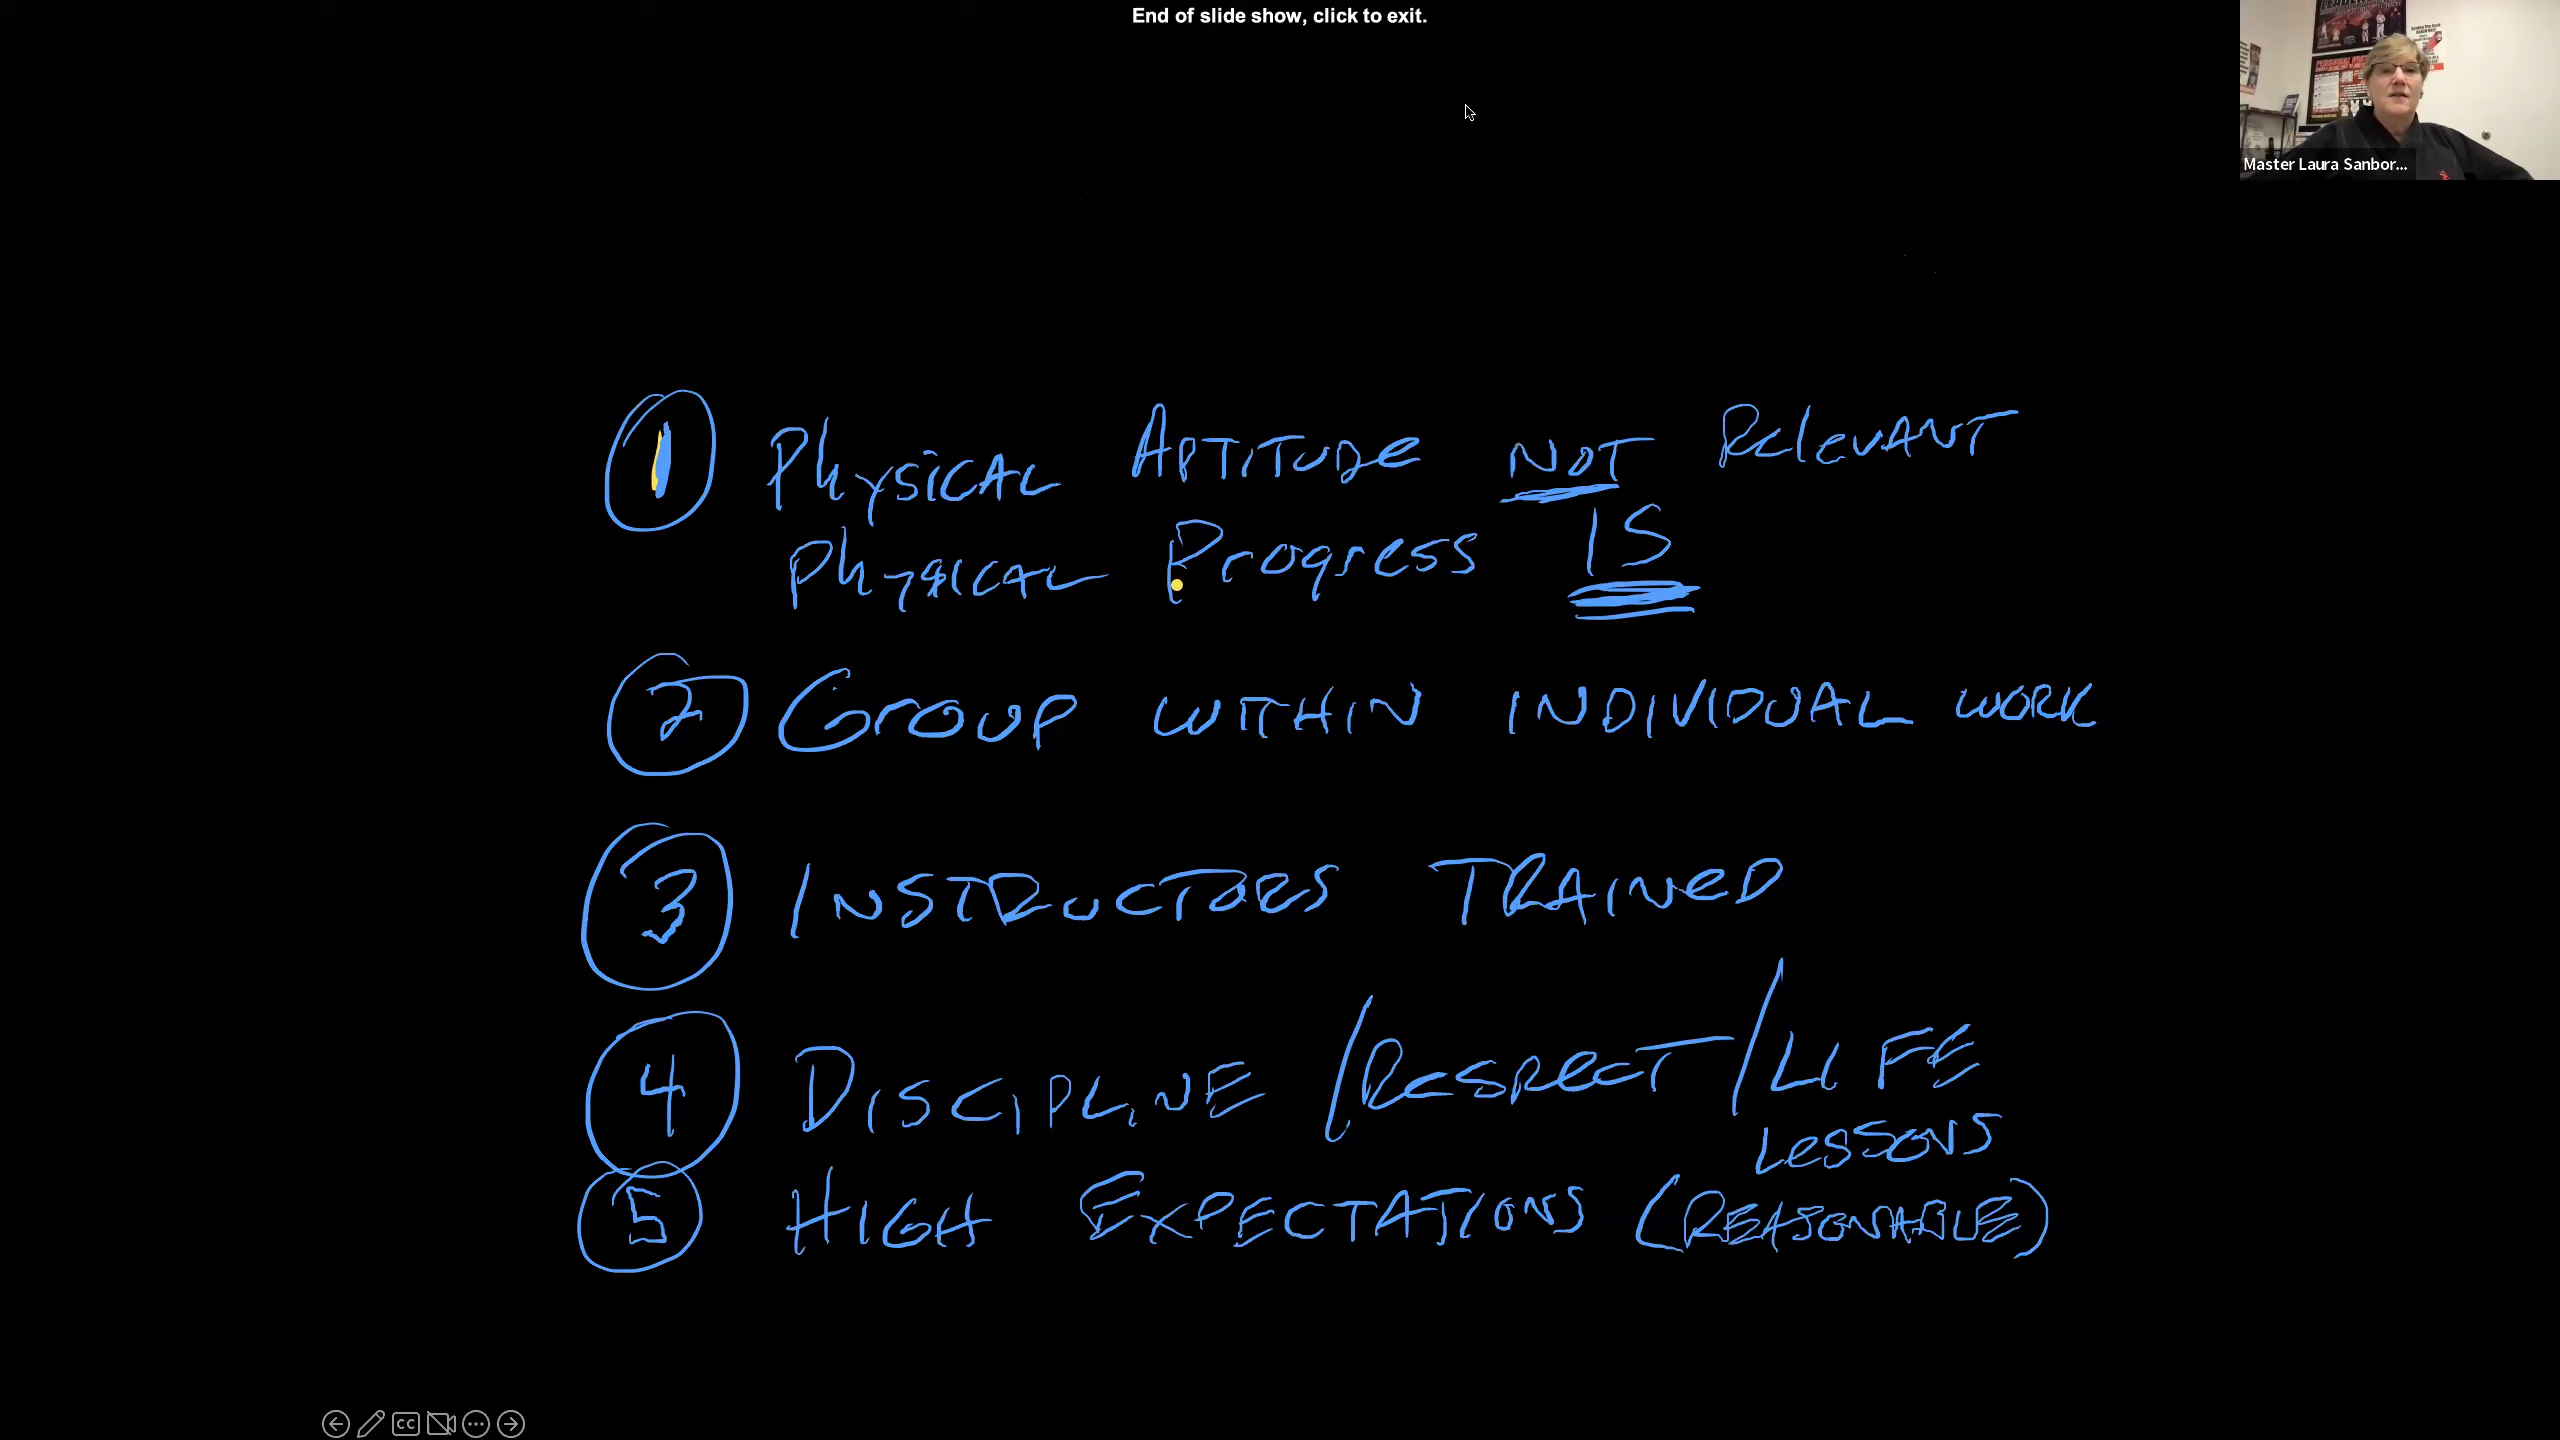 End of slide show, click to exit.
Master Laura Sanbor...
1 Physical Aptitude NOT Relevant
Physical Progress IS
2 Group within individual work
3 Instructors Trained
4 Discipline / Respect / Life
Lessons
5 High Expectations (Reasonable)
CC